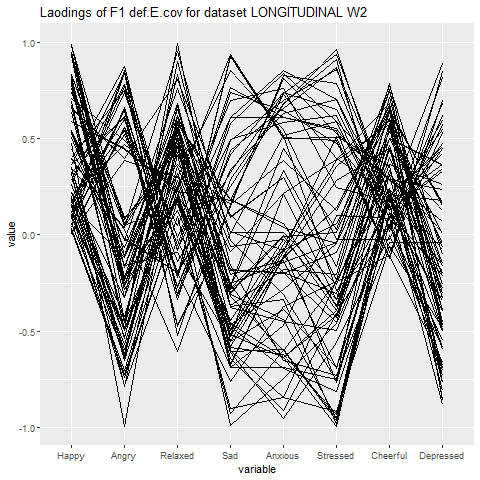 Laodings of F1 def.E.cov for dataset LONGITUDINAL W2
1.0
0.5
0.0
-0.5
-1.0
value
Happy Angry Relaxed Sad Anxious Stressed Cheerful Depressed
variable